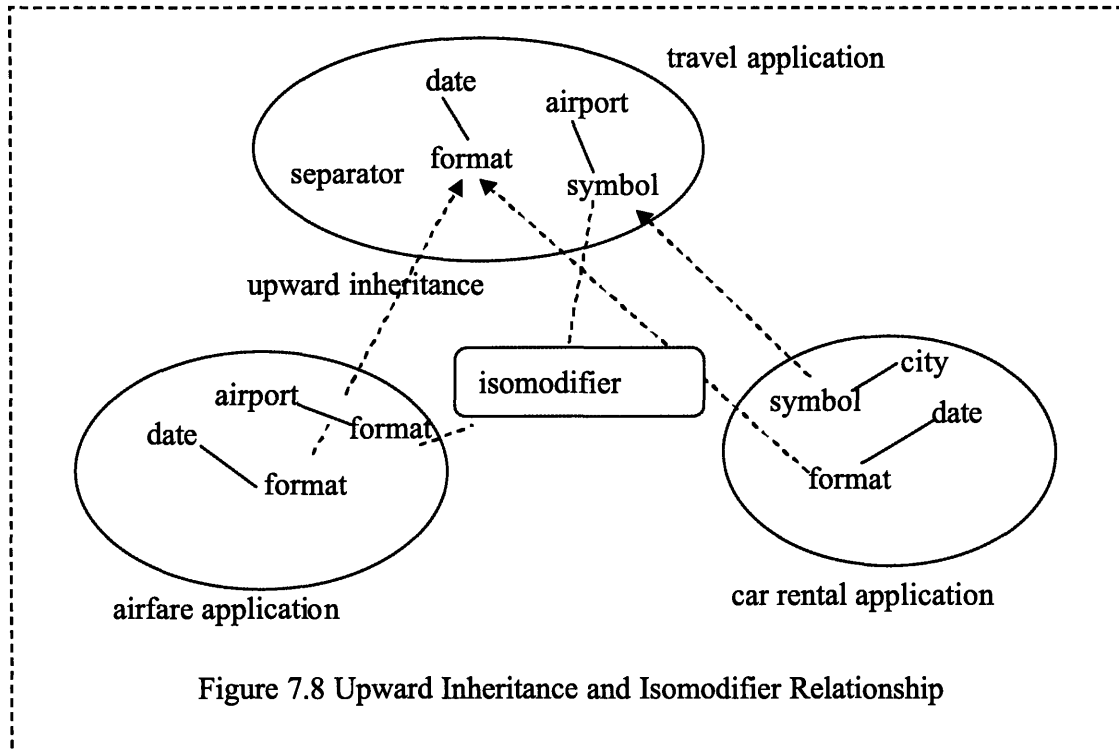 travel application
date
airport
format
separator
symbol
upward inheritance
isomodifier
airport
format
date
format
city
symbol
date
format
airfare application
car rental application
Figure 7.8 Upward Inheritance and Isomodifier Relationship